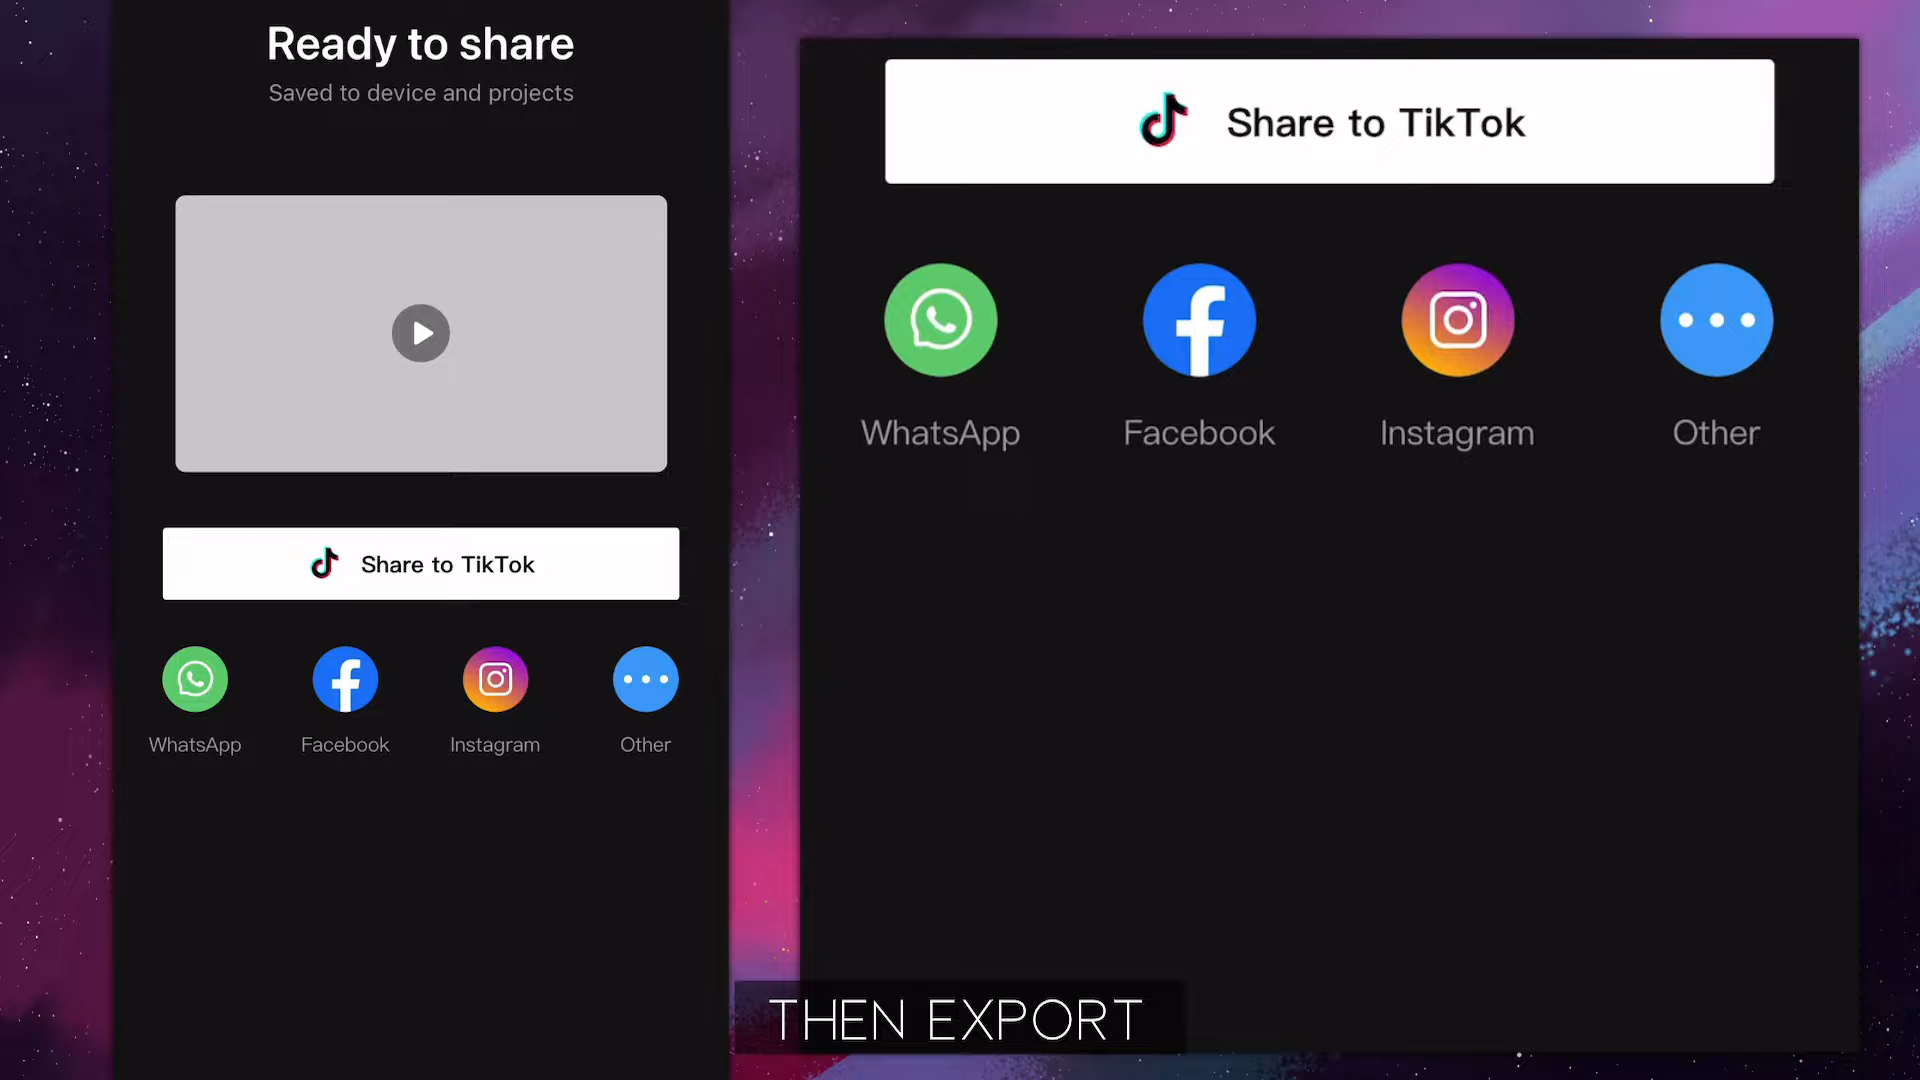 Ready to share
Saved to device and projects
Share to TikTok
WhatsApp
Facebook
Instagram
Other
Share to TikTok
WhatsApp
Facebook
Instagram
Other
THEN EXPORT